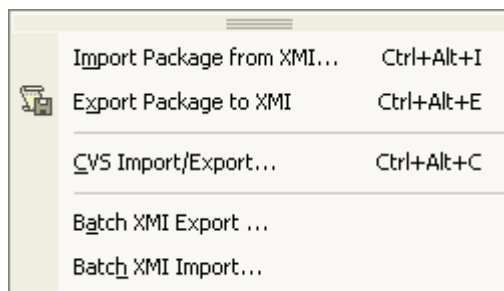 Import Package from XMI... Ctrl+Alt+I
Export Package to XMI Ctrl+Alt+E
CVS Import/Export... Ctrl+Alt+C
Batch XMI Export ...
Batch XMI Import...